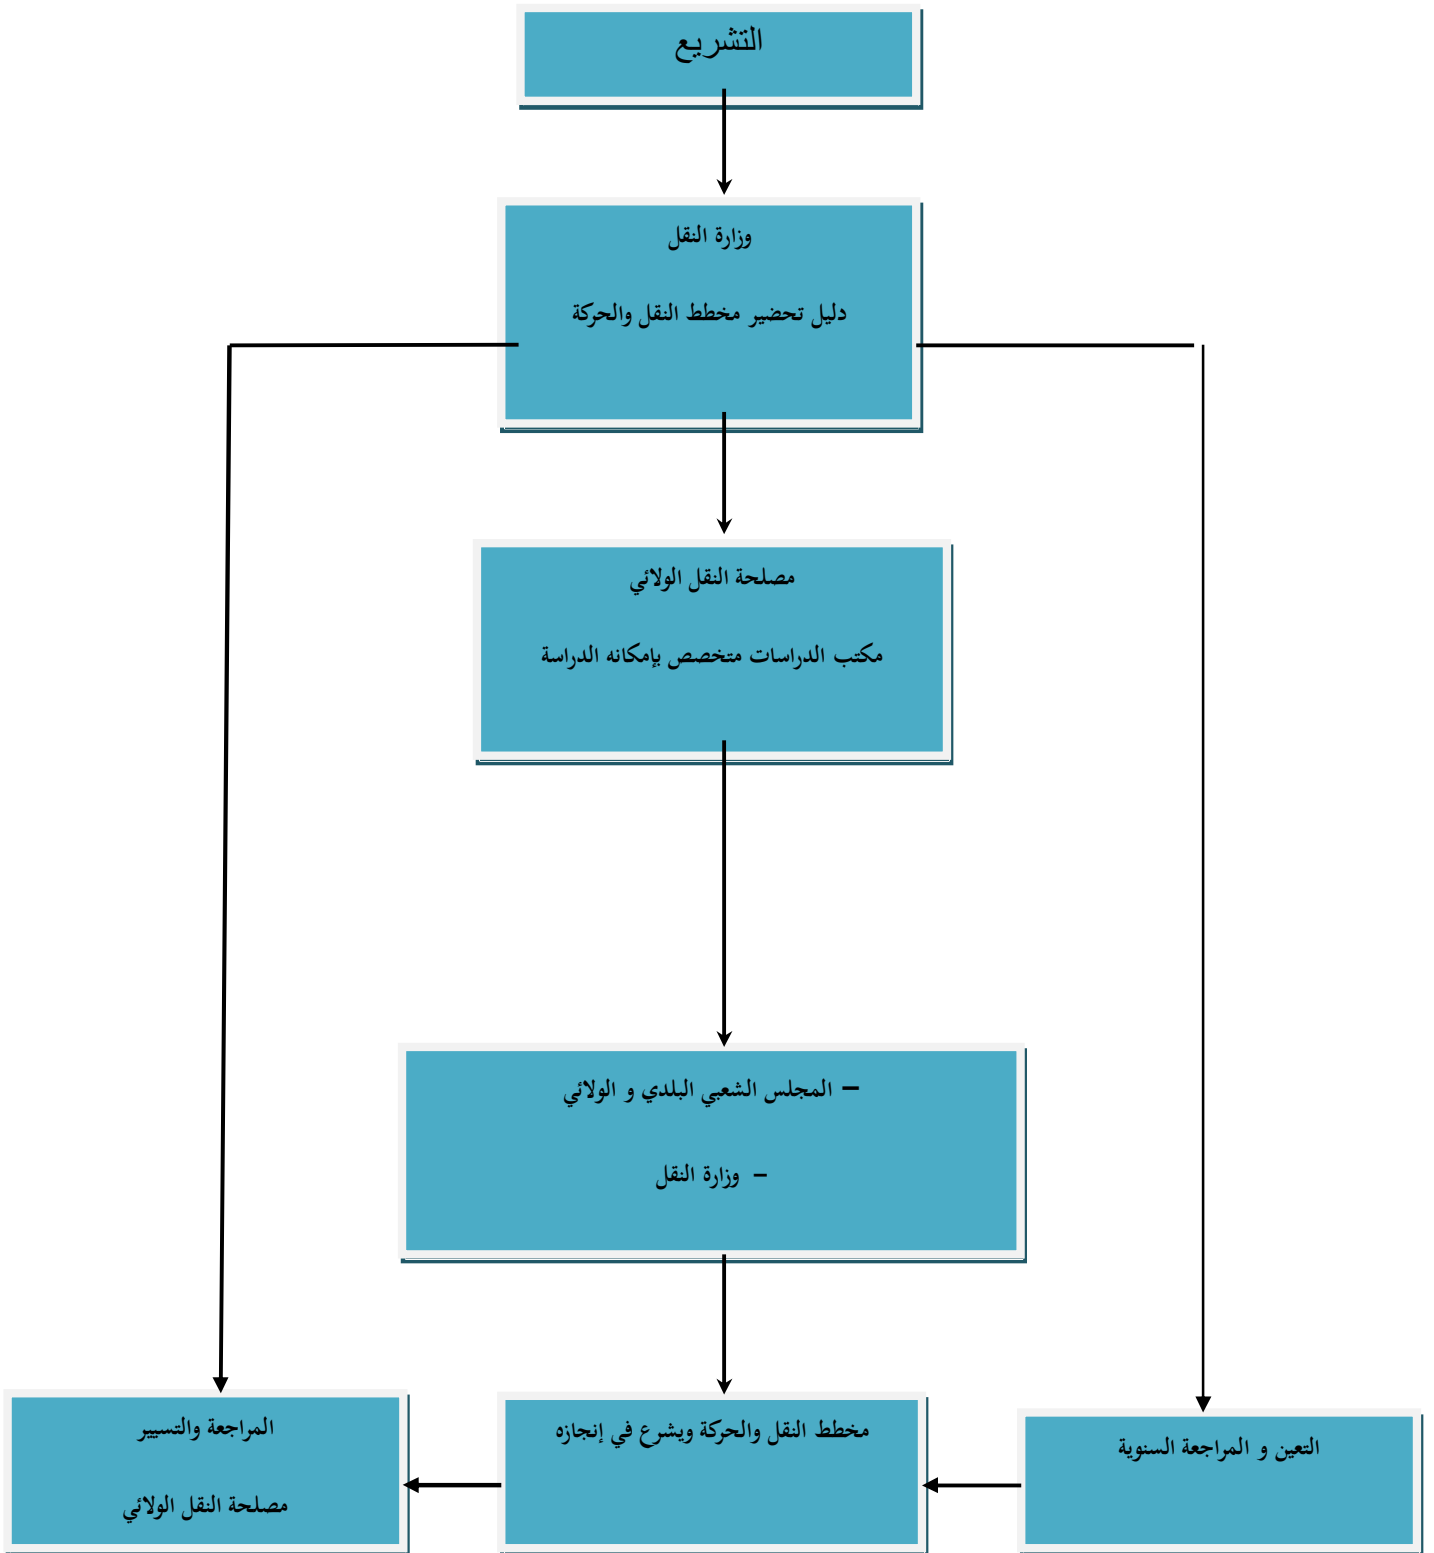 التشريع
وزارة النقل
دليل تحضير مخطط النقل والحركة
مصلحة النقل الولائي
مكتب الدراسات متخصص بإمكانه الدراسة
– المجلس الشعبي البلدي و الولائي
- وزارة النقل
التعين و المراجعة السنوية
مخطط النقل والحركة ويشرع في إنجازه
المراجعة والتسيير
مصلحة النقل الولائي